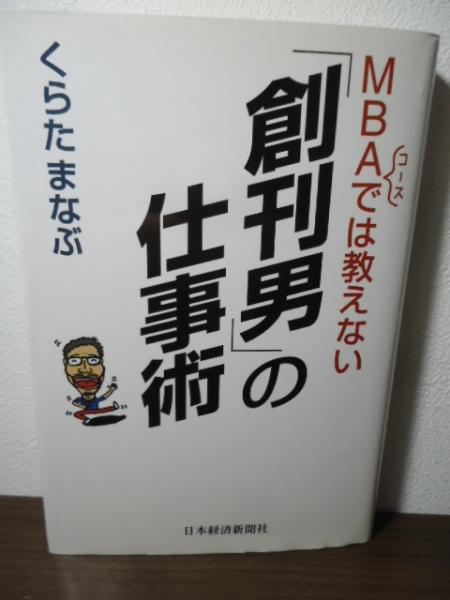 MBAでは教えない
コース
「創刊男」の
仕事術
くらたまなぶ
日本経済新聞社